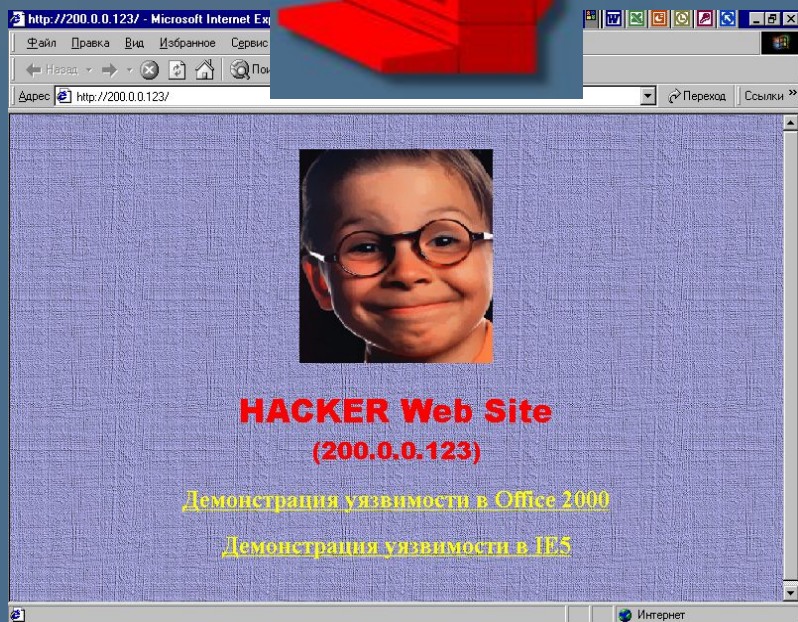 http://200.0.0.123/ - Microsoft Internet
Файл Правка Вид Избранное Сервис
Назад
Адрес http://200.0.0.123/ Переход Ссылки »
HACKER Web Site
(200.0.0.123)
Демонстрация уязвимости в Office 2000
Демонстрация уязвимости в IE5
Интернет